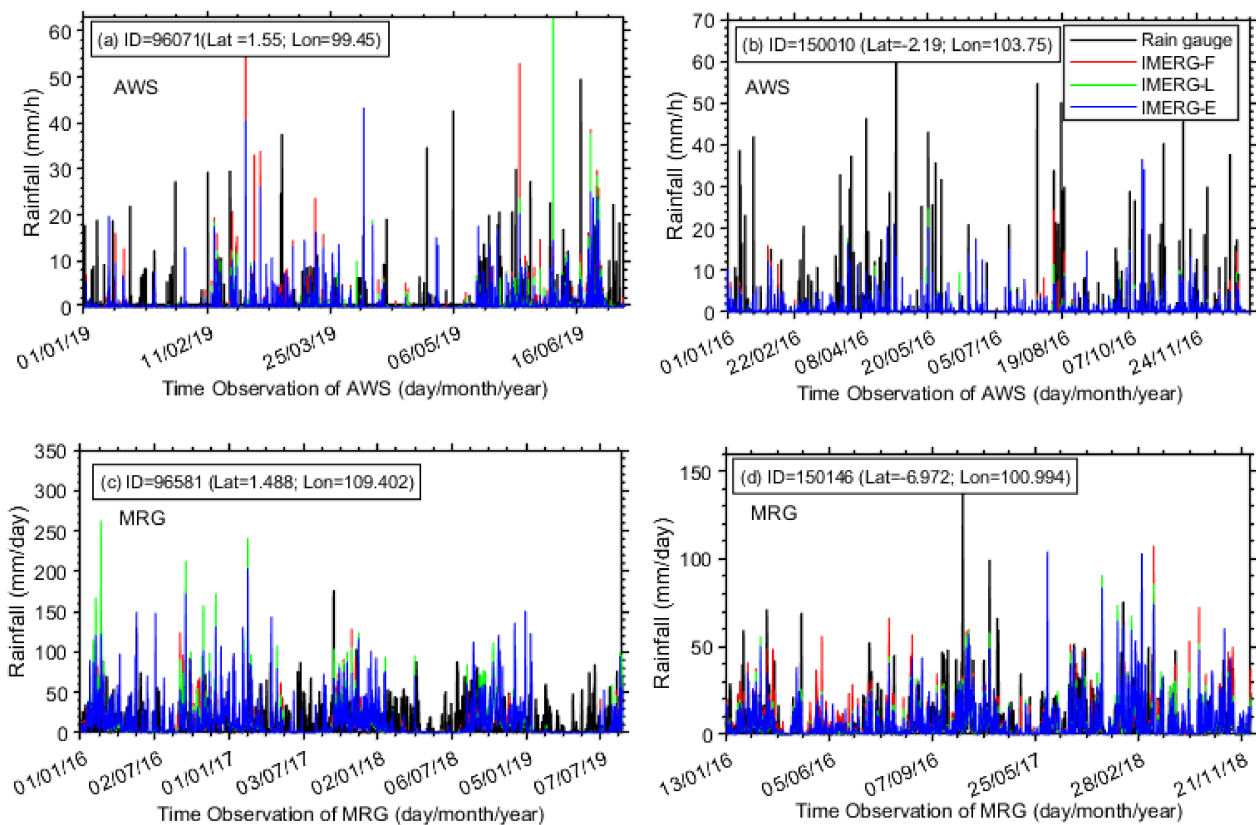 (a) ID=96071(Lat =1.55; Lon=99.45)
AWS
Rainfall (mm/h)
60
50
40
30
20
10
0
01/01/19
11/02/19
25/03/19
06/05/19
16/06/19
Time Observation of AWS (day/month/year)
(b) ID=150010 (Lat=-2.19; Lon=103.75)
AWS
Rain gauge
IMERG-F
IMERG-L
IMERG-E
Rainfall (mm/h)
70
60
50
40
30
20
10
0
01/01/16
22/02/16
08/04/16
20/05/16
05/07/16
19/08/16
07/10/16
24/11/16
Time Observation of AWS (day/month/year)
(c) ID=96581 (Lat=1.488; Lon=109.402)
MRG
Rainfall (mm/day)
350
300
250
200
150
100
50
0
01/01/16
02/07/16
01/01/17
03/07/17
02/01/18
06/07/18
05/01/19
07/07/19
Time Observation of MRG (day/month/year)
(d) ID=150146 (Lat=-6.972; Lon=100.994)
MRG
Rainfall (mm/day)
150
100
50
0
13/01/16
05/06/16
07/09/16
25/05/17
28/02/18
21/11/18
Time Observation of MRG (day/month/year)